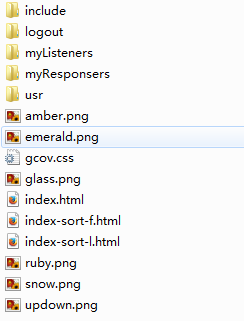 include
logout
myListeners
myResponsers
usr
amber.png
emerald.png
gcov.css
glass.png
index.html
index-sort-f.html
index-sort-l.html
ruby.png
snow.png
updown.png